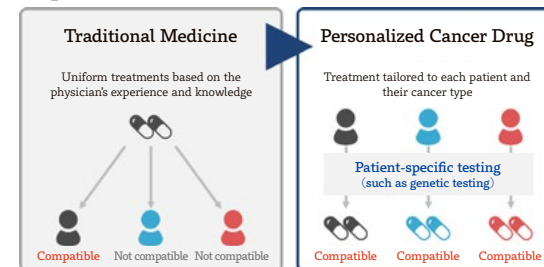 Traditional Medicine
Uniform treatments based on the
physician's experience and knowledge
Compatible Not compatible Not compatible
Personalized Cancer Drug
Treatment tailored to each patient and
their cancer type
Patient-specific testing
(such as genetic testing)
Compatible Compatible Compatible